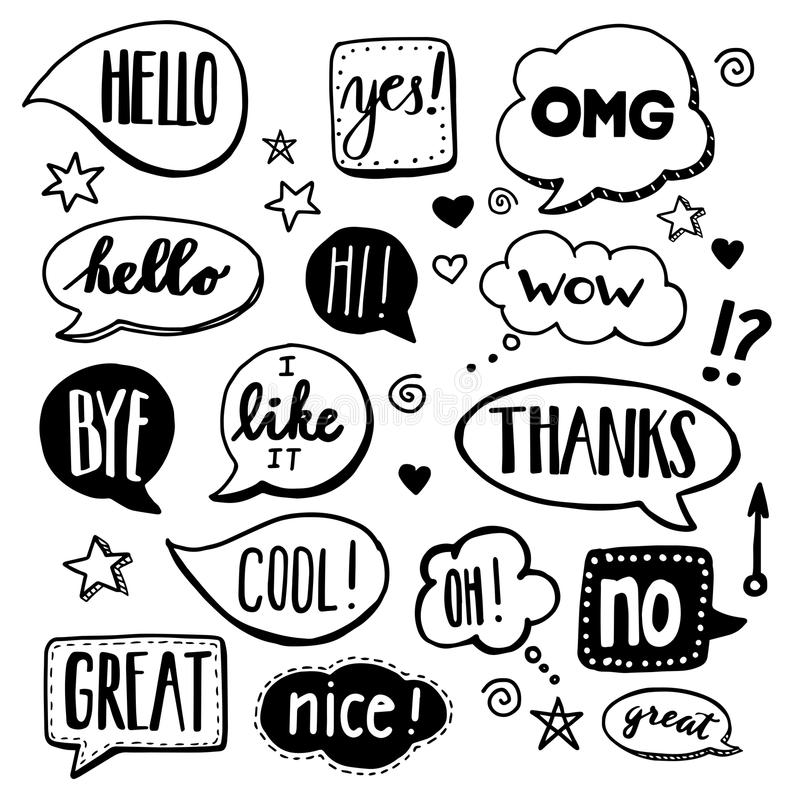 HELLO
yes!
OMG
hello
HI!
WOW
!?
BYE
I
like
IT
THANKS
COOL!
OH!
no
GREAT
nice!
great